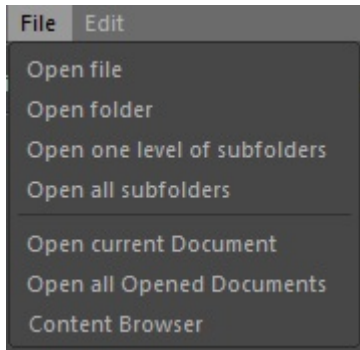 File Edit
Open file
Open folder
Open one level of subfolders
Open all subfolders
Open current Document
Open all Opened Documents
Content Browser